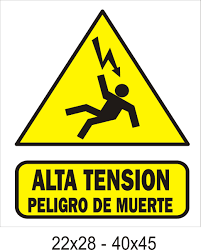 ALTA TENSION
PELIGRO DE MUERTE
22x28 - 40x45